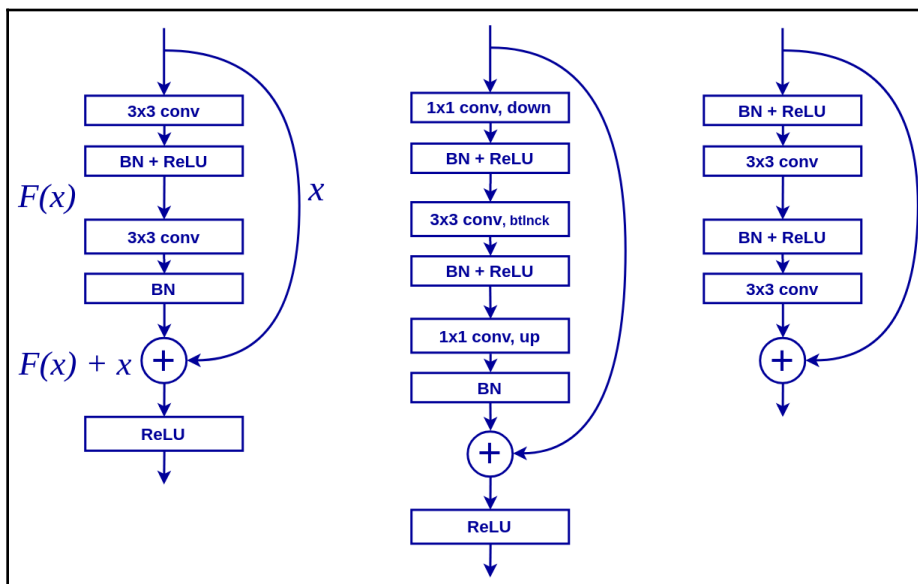 3x3 conv
BN + ReLU
F(x)
x
3x3 conv
BN
F(x) + x
+
ReLU
1x1 conv, down
BN + ReLU
3x3 conv, btlnck
BN + ReLU
1x1 conv, up
BN
+
ReLU
BN + ReLU
3x3 conv
BN + ReLU
3x3 conv
+